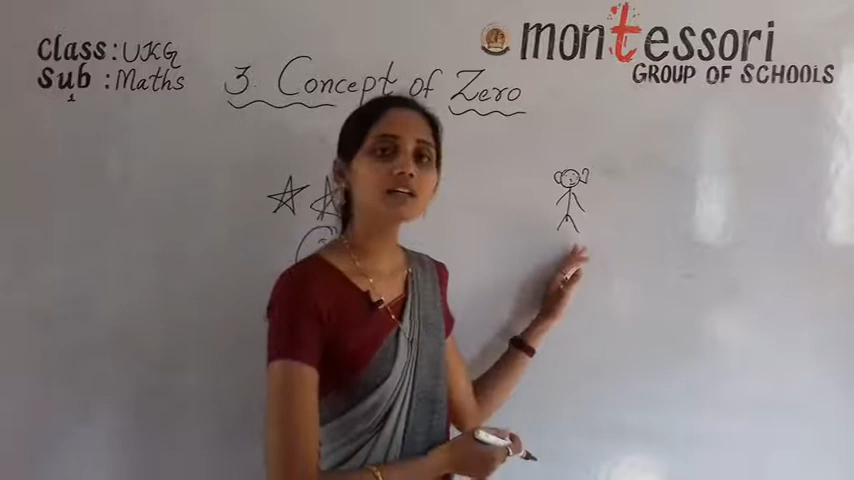 Class: UKG
Sub : Maths
3. Concept of Zero
montessori
GROUP OF SCHOOLS